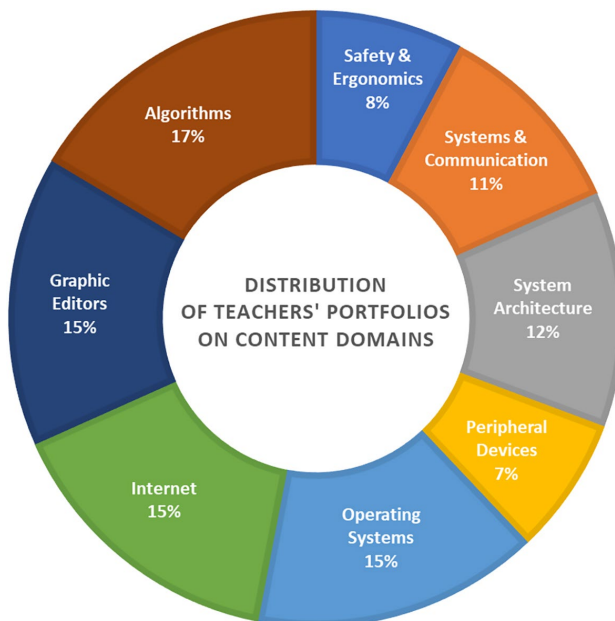 DISTRIBUTION
OF TEACHERS' PORTFOLIOS
ON CONTENT DOMAINS
Safety &
Ergonomics
8%
Systems &
Communication
11%
System
Architecture
12%
Peripheral
Devices
7%
Operating
Systems
15%
Internet
15%
Graphic
Editors
15%
Algorithms
17%